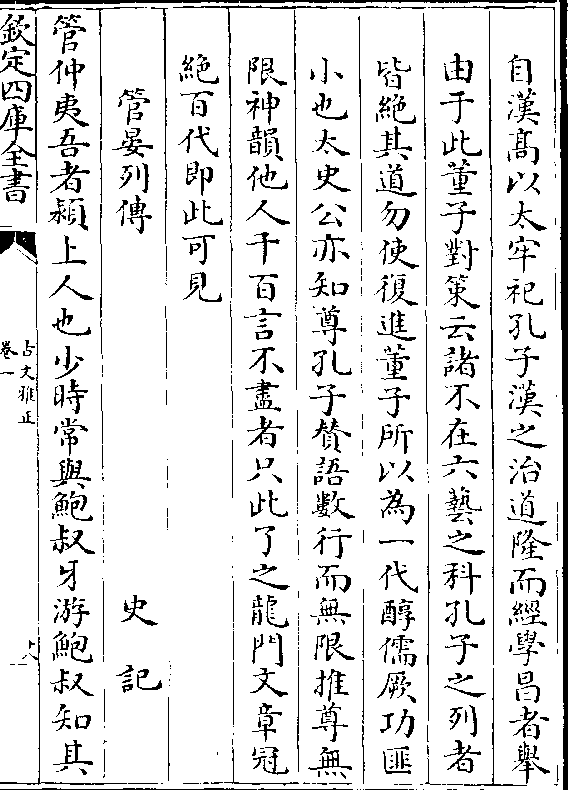 自漢髙以太牢祀孔子漢之治道隆而經學昌者舉
由于此董子對策云諸不在六藝之科孔子之列者
皆絶其道勿使復進董子所以為一代醇儒厥功匪
小也太史公亦知尊孔子贊語數行而無限推尊無
限神韻他人千百言不盡者只此了之龍門文章冠
絶百代即此可見
管晏列傳 史記
管仲夷吾者潁上人也少時常與鮑叔牙游鮑叔知其
欽定四庫全書
古文雅正
卷一